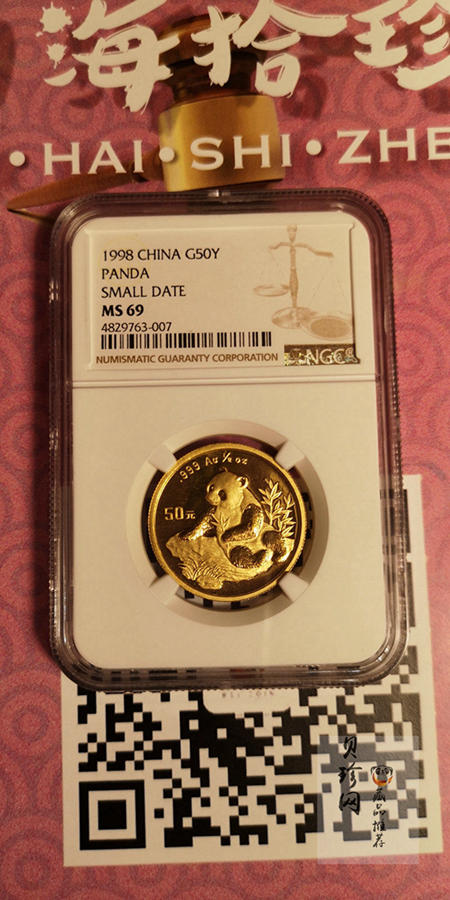 海拾珍
• HAI • SHI • ZHE
1998 CHINA G50Y
PANDA
SMALL DATE
MS 69
4829763-007
NUMISMATIC GUARANTY CORPORATION
NGC
.999 Au ½ oz
50元
贝珍网
藏品推荐